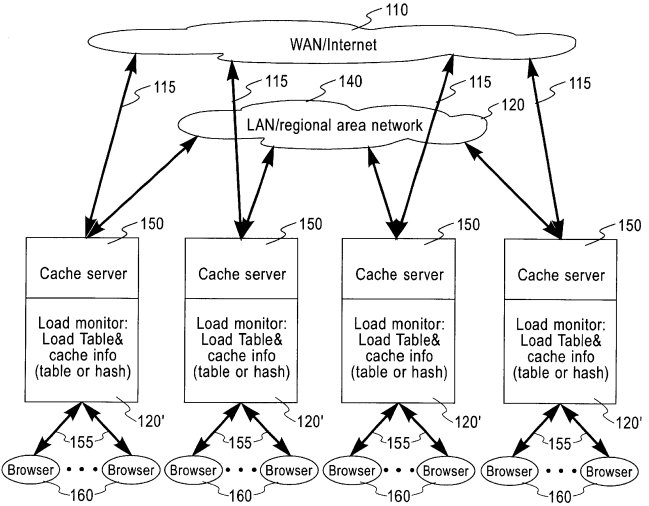 110
WAN/Internet
115 115 140 115 120 115
LAN/regional area network
150 150 150 150
Cache server Cache server Cache server Cache server
Load monitor: Load monitor: Load monitor: Load monitor:
Load Table& Load Table& Load Table& Load Table&
cache info cache info cache info cache info
(table or hash) (table or hash) (table or hash) (table or hash)
120' 120' 120' 120'
155 155 155 155
Browser • • • Browser Browser • • • Browser Browser • • • Browser Browser • • • Browser
160 160 160 160